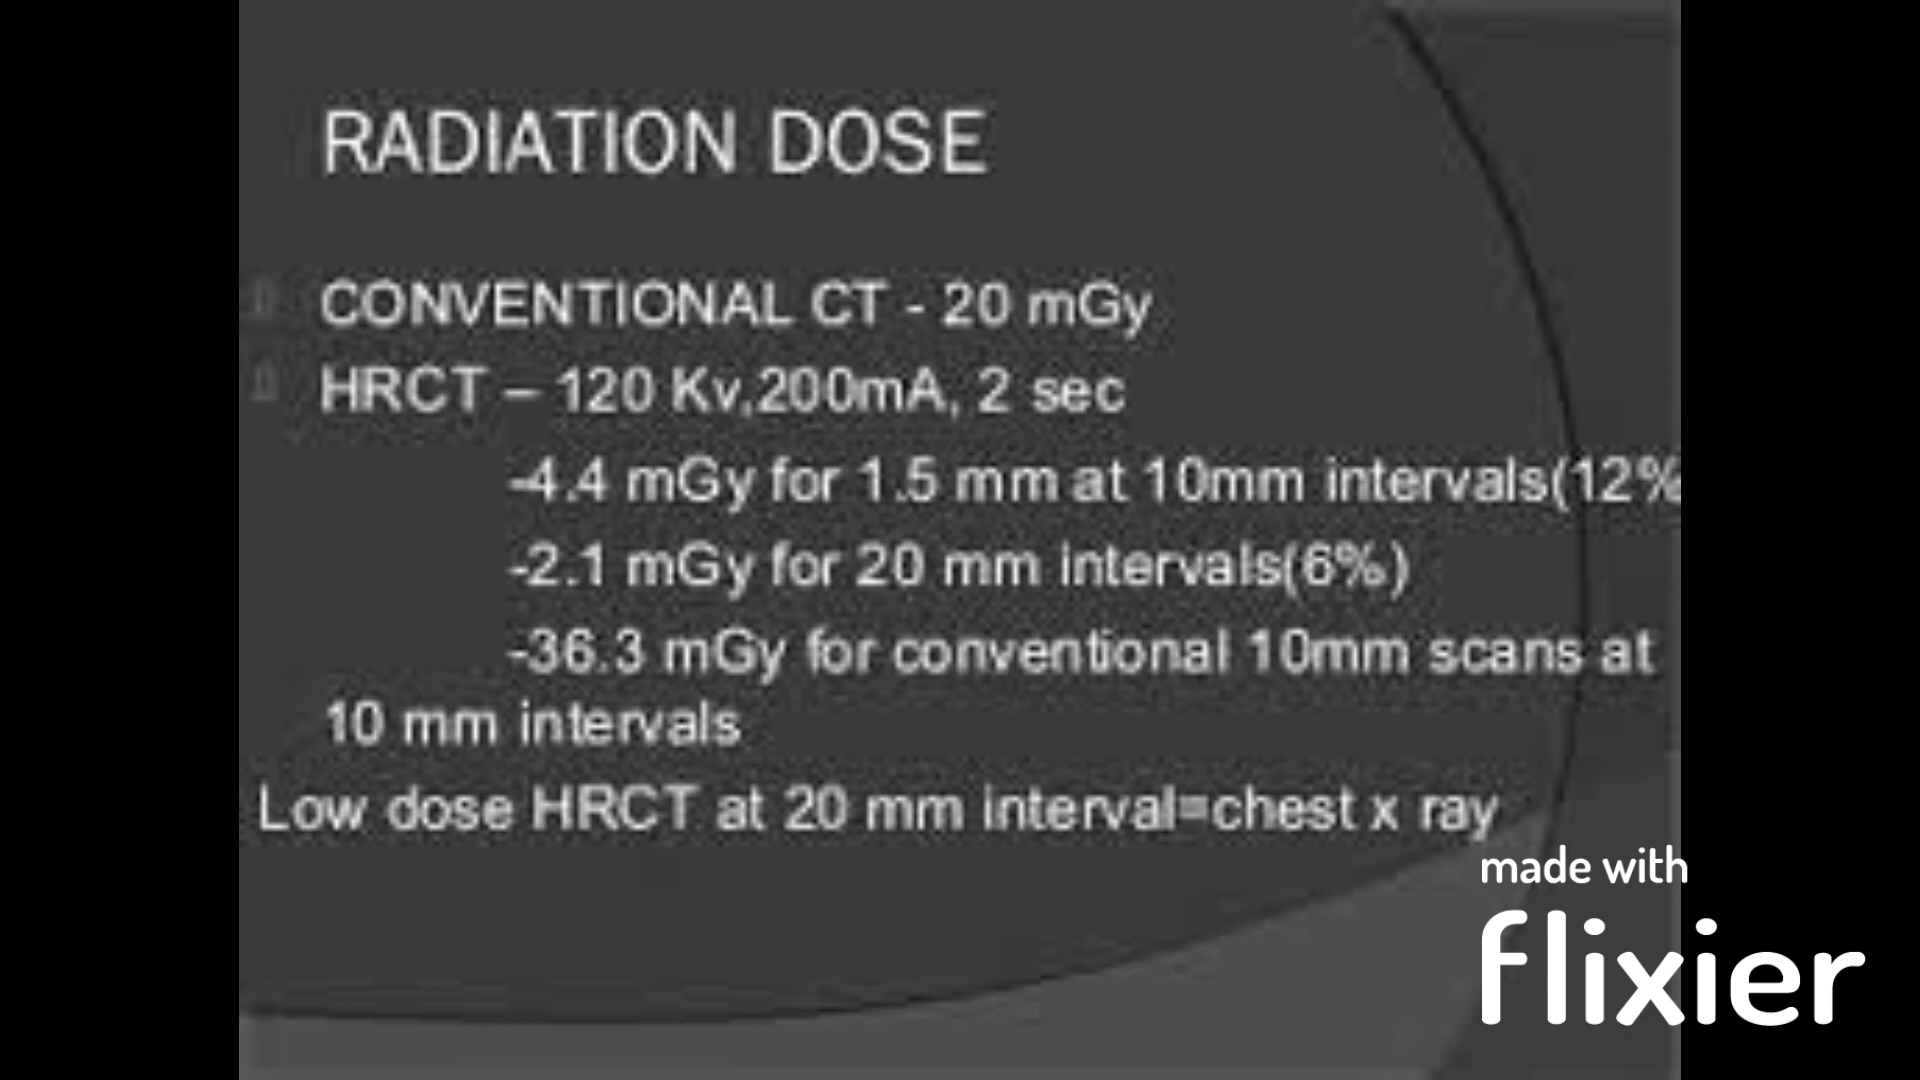 RADIATION DOSE
CONVENTIONAL CT - 20 mGy
HRCT – 120 Kv,200mA, 2 sec
-4.4 mGy for 1.5 mm at 10mm intervals(12%
-2.1 mGy for 20 mm intervals(6%)
-36.3 mGy for conventional 10mm scans at
10 mm intervals
Low dose HRCT at 20 mm interval=chest x ray
made with
flixier